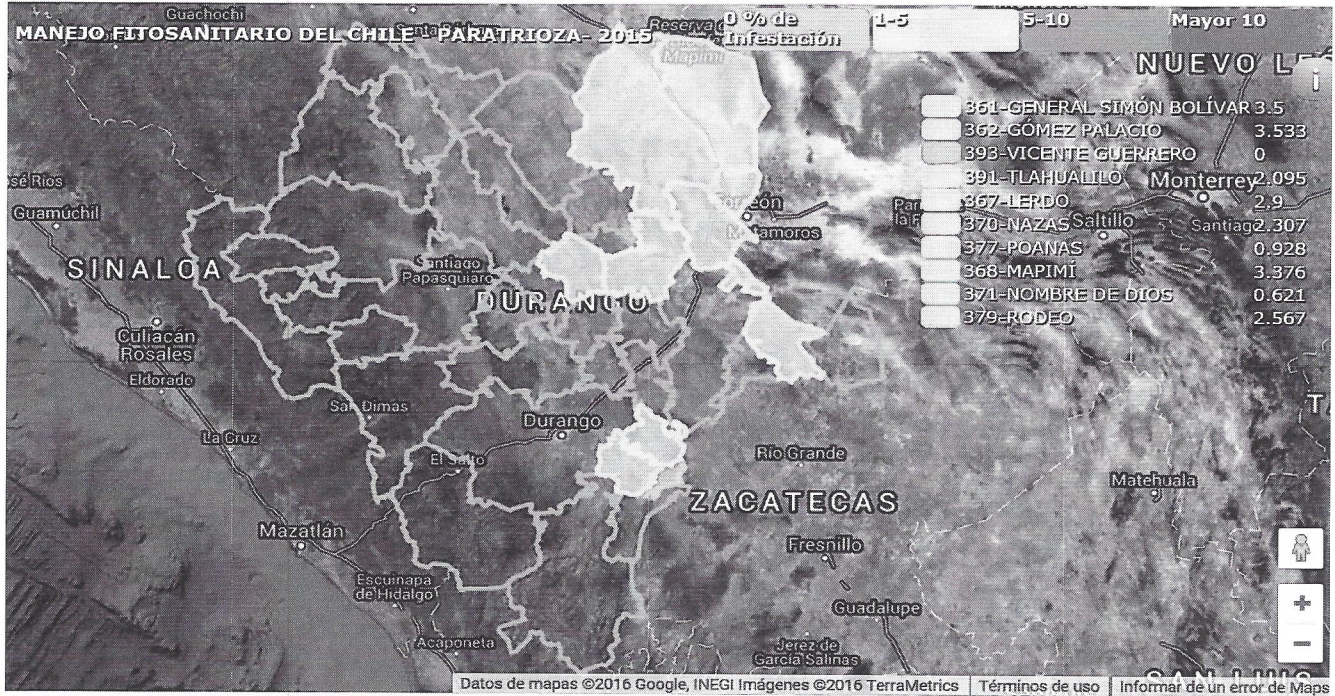 Guachochi
MANEJO FITOSANITARIO DEL CHILE - PARATRIOZA- 2015
Reserva
Mapimí
0 % de
Infestación
1-5
5-10
Mayor 10
NUEVO
i
361-GENERAL SIMÓN BOLÍVAR 3.5
362-GÓMEZ PALACIO 3.533
393-VICENTE GUERRERO 0
391-TLAHUALILO 2.095
367-LERDO 2.9
370-NAZAS 2.307
377-POANAS 0.928
368-MAPIMÍ 3.376
371-NOMBRE DE DIOS 0.621
379-RODEO 2.567
Monterrey
Saltillo
Santiag
sé Ríos
Guamúchil
SINALOA
Santiago
Papasquiaro
DURANGO
Matamoros
Culiacán
Rosales
Eldorado
San Dimas
La Cruz
Durango
El Salto
Río Grande
ZACATECAS
Matehuala
Mazatlán
Fresnillo
Escuinapa
de Hidalgo
Guadalupe
Acaponeta
Jerez de
García Salinas
+
−
SAN LUIS
Datos de mapas ©2016 Google, INEGI Imágenes ©2016 TerraMetrics | Términos de uso | Informar de un error de Maps